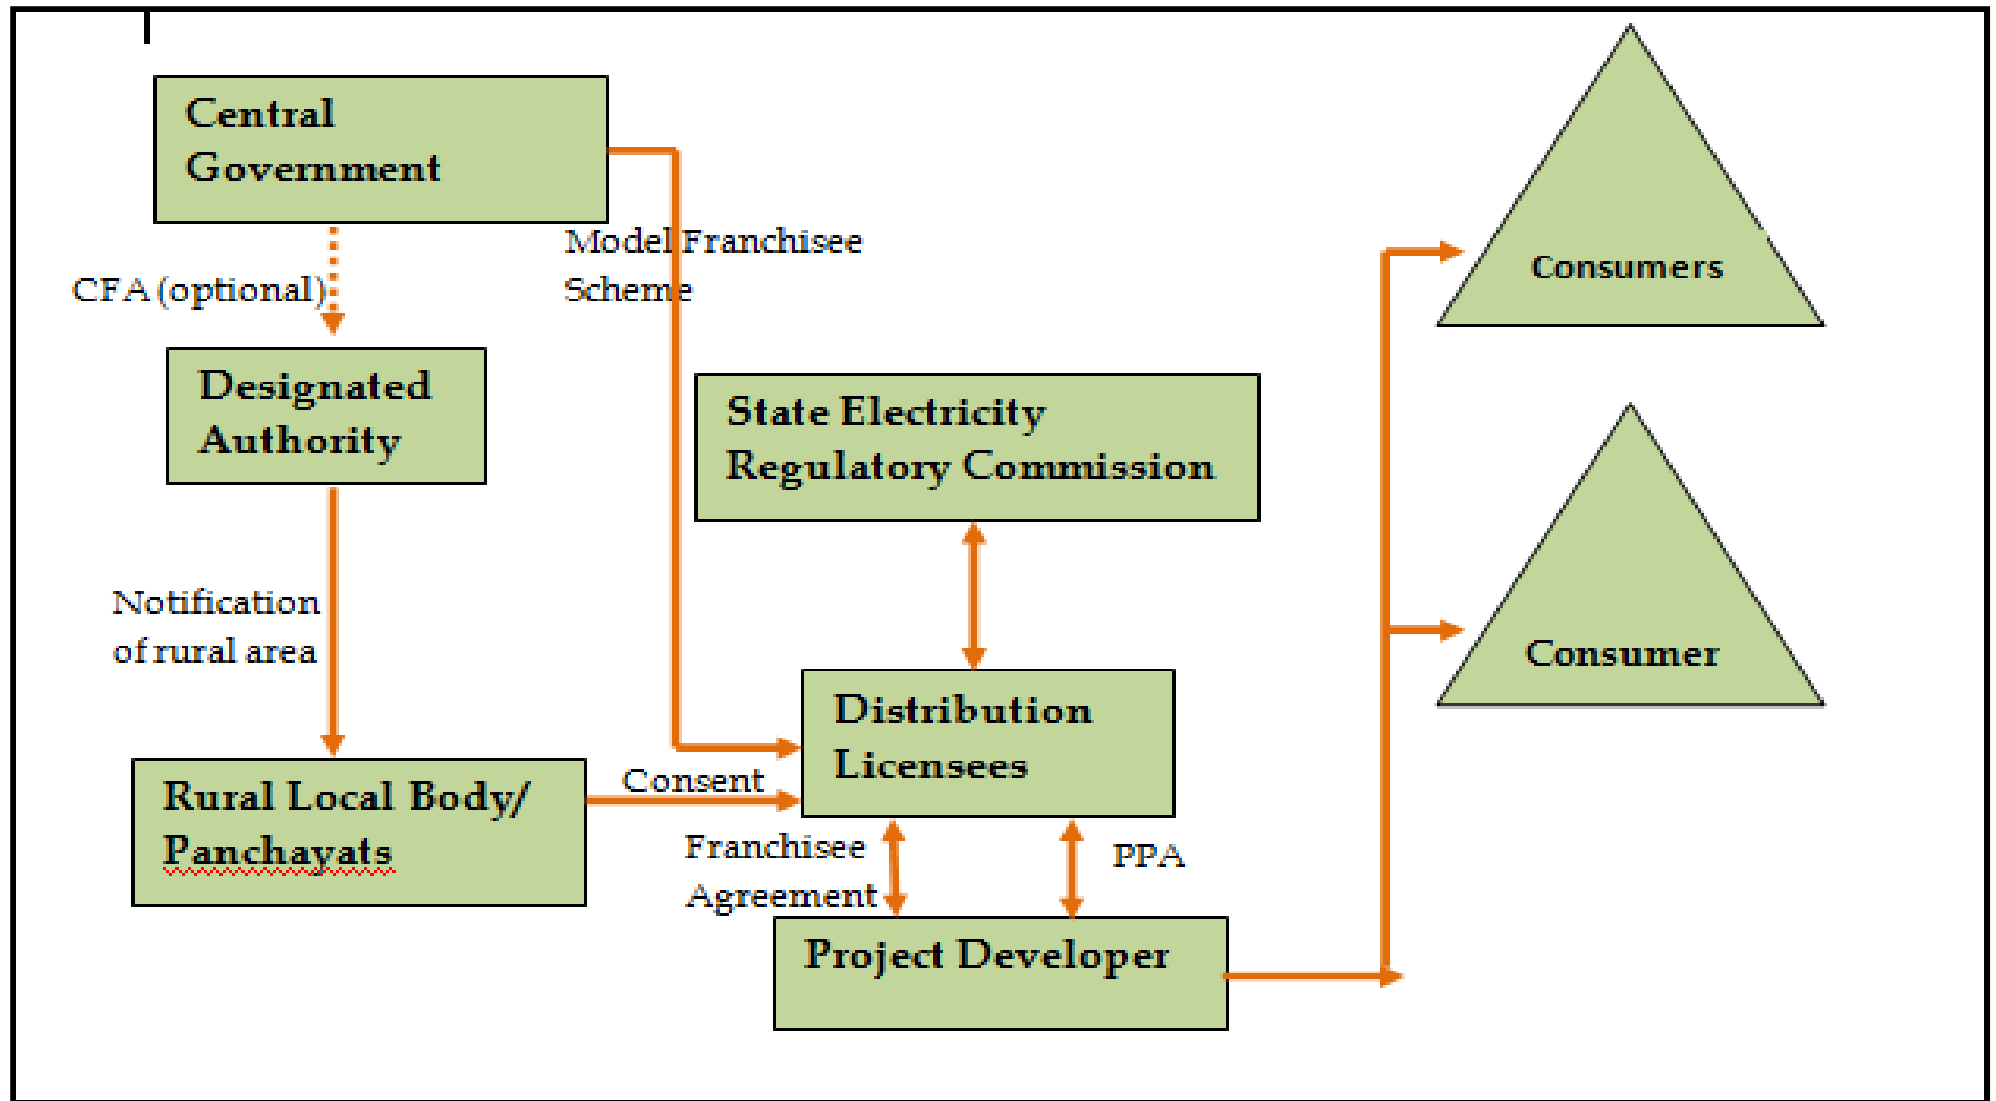 Central
Government
Model Franchisee
Scheme
CFA (optional)
Designated
Authority
State Electricity
Regulatory Commission
Notification
of rural area
Rural Local Body/
Panchayats
Consent
Distribution
Licensees
Franchisee
Agreement
PPA
Project Developer
Consumers
Consumer